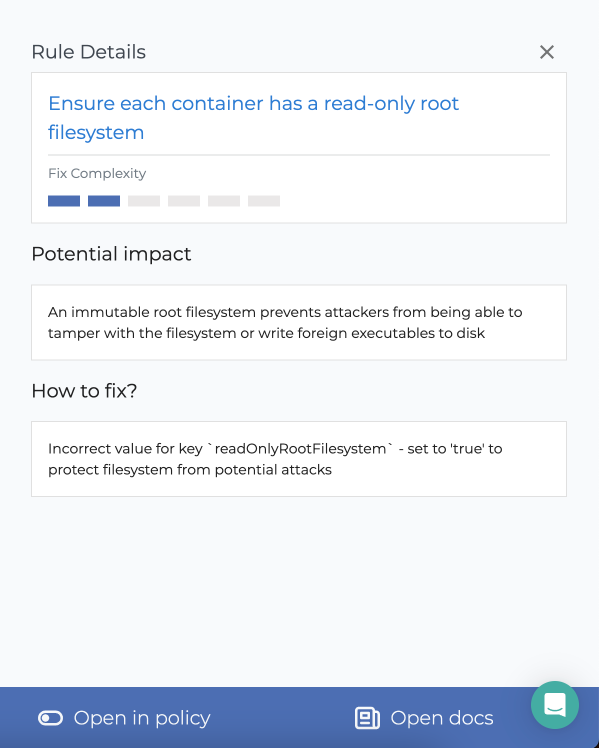 Rule Details
Ensure each container has a read-only root
filesystem
Fix Complexity
Potential impact
An immutable root filesystem prevents attackers from being able to
tamper with the filesystem or write foreign executables to disk
How to fix?
Incorrect value for key `readOnlyRootFilesystem` - set to 'true' to
protect filesystem from potential attacks
Open in policy
Open docs